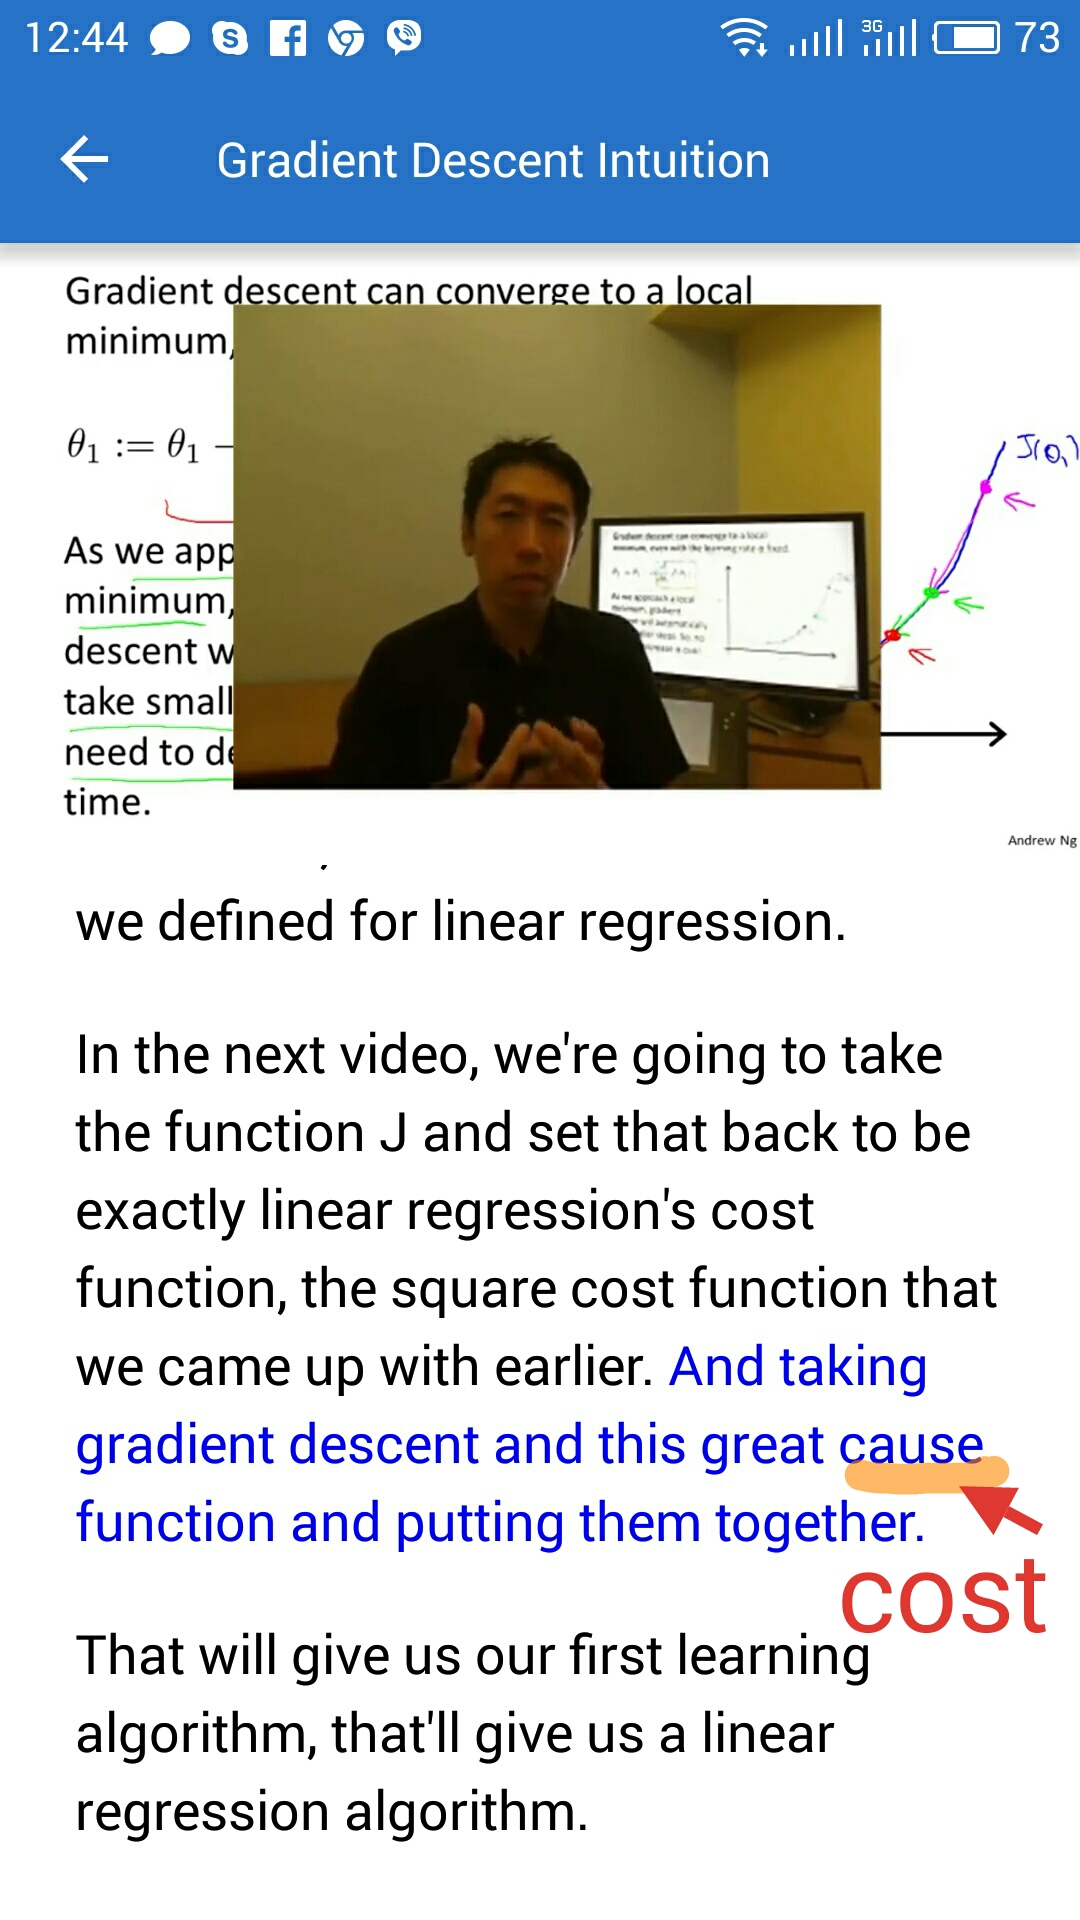 12:44
3G
73
Gradient Descent Intuition
Gradient descent can converge to a local
minimum,
θ₁ := θ₁ −
J(θ₁)
As we app
minimum,
descent w
take small
need to de
time.
Andrew Ng
we defined for linear regression.
In the next video, we're going to take
the function J and set that back to be
exactly linear regression's cost
function, the square cost function that
we came up with earlier. And taking
gradient descent and this great cause
function and putting them together.
cost
That will give us our first learning
algorithm, that'll give us a linear
regression algorithm.